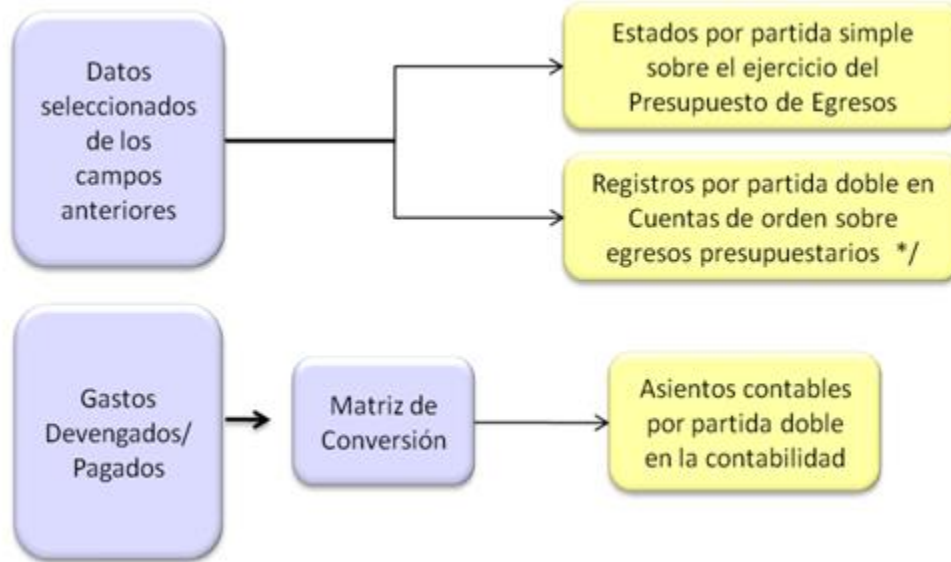 Datos
seleccionados
de los
campos
anteriores
Estados por partida simple
sobre el ejercicio del
Presupuesto de Egresos
Registros por partida doble en
Cuentas de orden sobre
egresos presupuestarios */
Gastos
Devengados/
Pagados
Matriz de
Conversión
Asientos contables
por partida doble
en la contabilidad